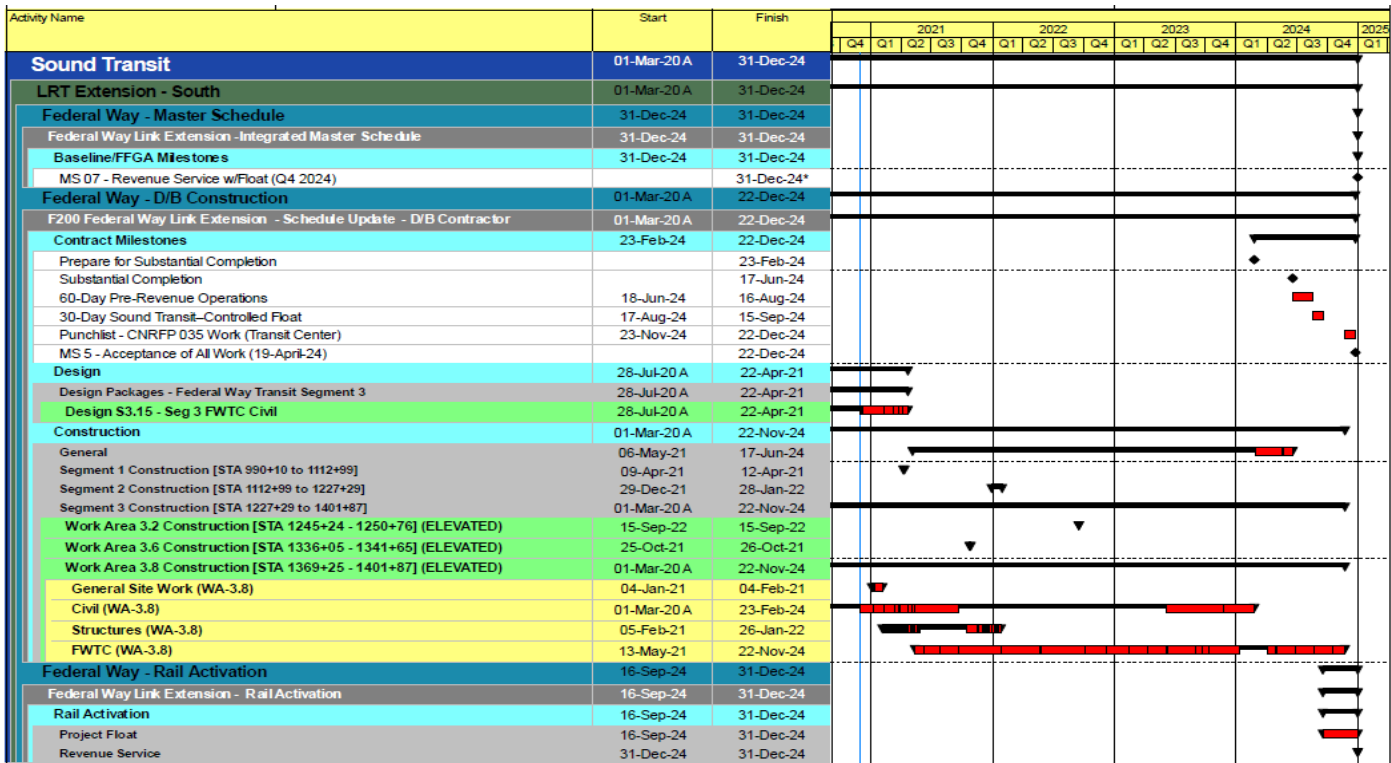 Activity Name Start Finish
2021 2022 2023 2024 2025
Q4 Q1 Q2 Q3 Q4 Q1 Q2 Q3 Q4 Q1 Q2 Q3 Q4 Q1 Q2 Q3 Q4 Q1
Sound Transit 01-Mar-20 A 31-Dec-24
LRT Extension - South 01-Mar-20 A 31-Dec-24
Federal Way - Master Schedule 31-Dec-24 31-Dec-24
Federal Way Link Extension -Integrated Master Schedule 31-Dec-24 31-Dec-24
Baseline/FFGA Milestones 31-Dec-24 31-Dec-24
MS 07 - Revenue Service w/Float (Q4 2024) 31-Dec-24*
Federal Way - D/B Construction 01-Mar-20 A 22-Dec-24
F200 Federal Way Link Extension - Schedule Update - D/B Contractor 01-Mar-20 A 22-Dec-24
Contract Milestones 23-Feb-24 22-Dec-24
Prepare for Substantial Completion 23-Feb-24
Substantial Completion 17-Jun-24
60-Day Pre-Revenue Operations 18-Jun-24 16-Aug-24
30-Day Sound Transit–Controlled Float 17-Aug-24 15-Sep-24
Punchlist - CNRFP 035 Work (Transit Center) 23-Nov-24 22-Dec-24
MS 5 - Acceptance of All Work (19-April-24) 22-Dec-24
Design 28-Jul-20 A 22-Apr-21
Design Packages - Federal Way Transit Segment 3 28-Jul-20 A 22-Apr-21
Design S3.15 - Seg 3 FWTC Civil 28-Jul-20 A 22-Apr-21
Construction 01-Mar-20 A 22-Nov-24
General 06-May-21 17-Jun-24
Segment 1 Construction [STA 990+10 to 1112+99] 09-Apr-21 12-Apr-21
Segment 2 Construction [STA 1112+99 to 1227+29] 29-Dec-21 28-Jan-22
Segment 3 Construction [STA 1227+29 to 1401+87] 01-Mar-20 A 22-Nov-24
Work Area 3.2 Construction [STA 1245+24 - 1250+76] (ELEVATED) 15-Sep-22 15-Sep-22
Work Area 3.6 Construction [STA 1336+05 - 1341+65] (ELEVATED) 25-Oct-21 26-Oct-21
Work Area 3.8 Construction [STA 1369+25 - 1401+87] (ELEVATED) 01-Mar-20 A 22-Nov-24
General Site Work (WA-3.8) 04-Jan-21 04-Feb-21
Civil (WA-3.8) 01-Mar-20 A 23-Feb-24
Structures (WA-3.8) 05-Feb-21 26-Jan-22
FWTC (WA-3.8) 13-May-21 22-Nov-24
Federal Way - Rail Activation 16-Sep-24 31-Dec-24
Federal Way Link Extension - Rail Activation 16-Sep-24 31-Dec-24
Rail Activation 16-Sep-24 31-Dec-24
Project Float 16-Sep-24 31-Dec-24
Revenue Service 31-Dec-24 31-Dec-24